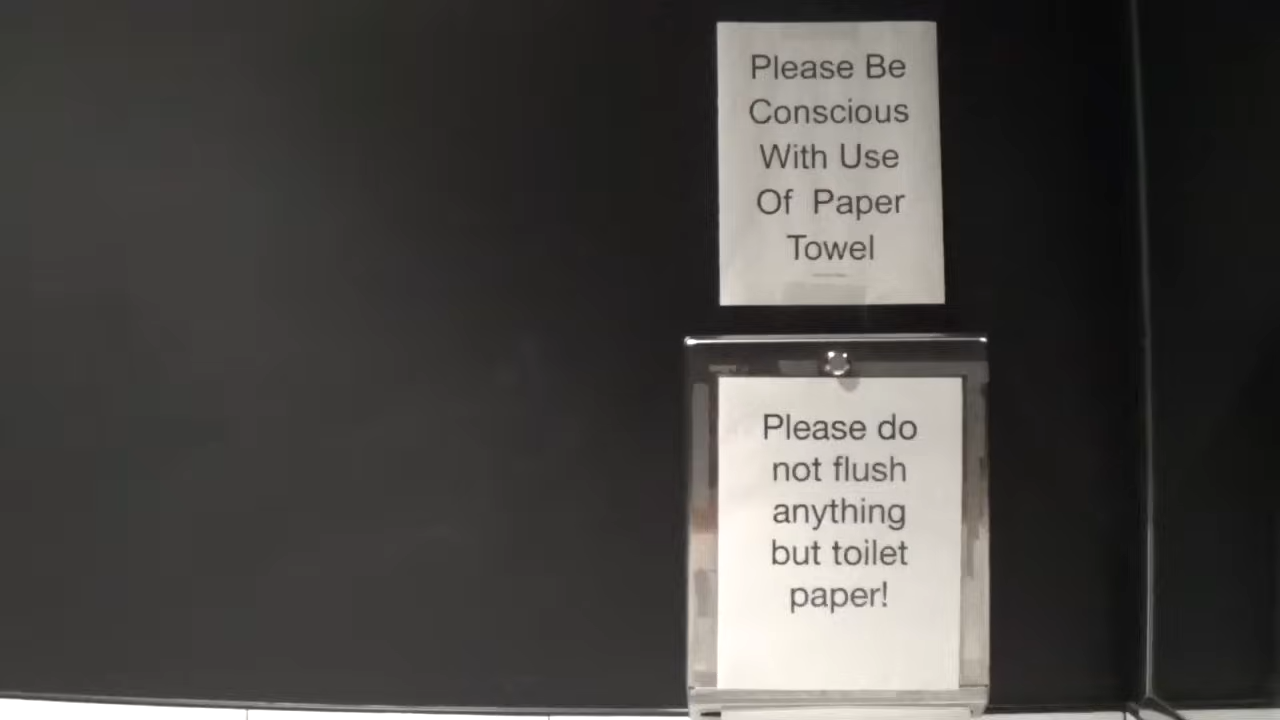 Please Be
Conscious
With Use
Of Paper
Towel
Please do
not flush
anything
but toilet
paper!